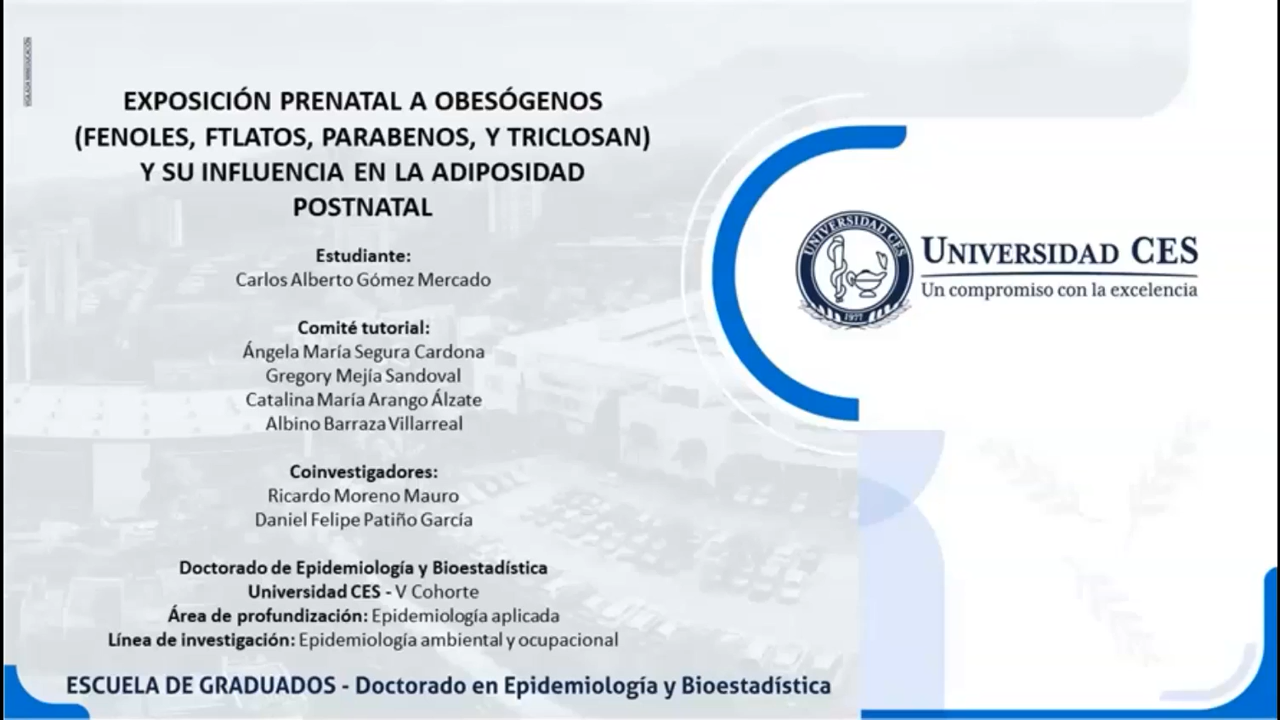 EXPOSICIÓN PRENATAL A OBESÓGENOS
(FENOLES, FTLATOS, PARABENOS, Y TRICLOSAN)
Y SU INFLUENCIA EN LA ADIPOSIDAD
POSTNATAL
Estudiante:
Carlos Alberto Gómez Mercado
Comité tutorial:
Ángela María Segura Cardona
Gregory Mejía Sandoval
Catalina María Arango Álzate
Albino Barraza Villarreal
Coinvestigadores:
Ricardo Moreno Mauro
Daniel Felipe Patiño García
Doctorado de Epidemiología y Bioestadística
Universidad CES - V Cohorte
Área de profundización: Epidemiología aplicada
Línea de investigación: Epidemiología ambiental y ocupacional
ESCUELA DE GRADUADOS - Doctorado en Epidemiología y Bioestadística
UNIVERSIDAD CES
1977
UNIVERSIDAD CES
Un compromiso con la excelencia